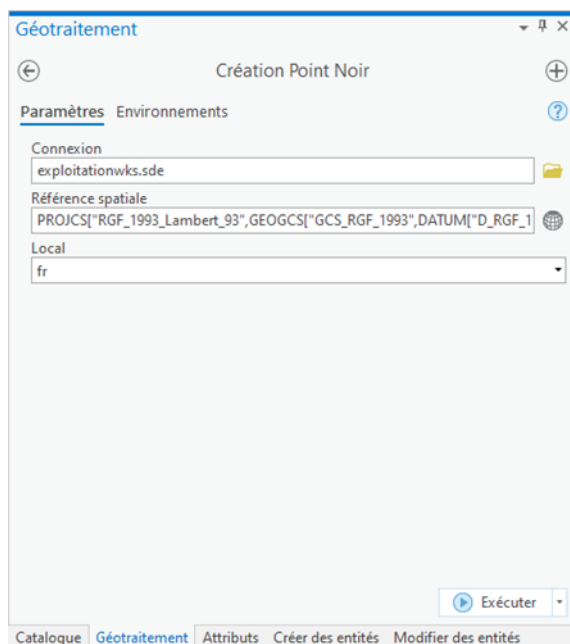 Géotraitement
Création Point Noir
Paramètres Environnements
Connexion
exploitationwks.sde
Référence spatiale
PROJCS["RGF_1993_Lambert_93",GEOGCS["GCS_RGF_1993",DATUM["D_RGF_1
Local
fr
Exécuter
Catalogue Géotraitement Attributs Créer des entités Modifier des entités